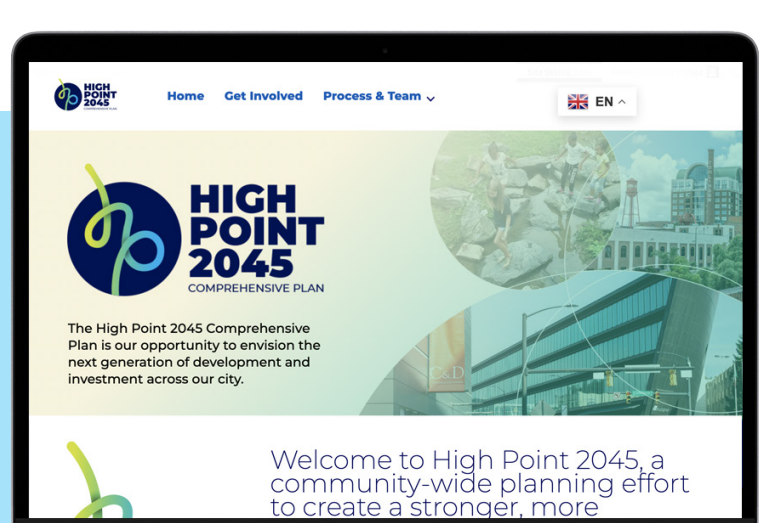 HIGH
POINT
2045
COMPREHENSIVE PLAN
Home Get Involved Process & Team
EN
HIGH
POINT
2045
COMPREHENSIVE PLAN
The High Point 2045 Comprehensive
Plan is our opportunity to envision the
next generation of development and
investment across our city.
C&D
Welcome to High Point 2045, a
community-wide planning effort
to create a stronger, more